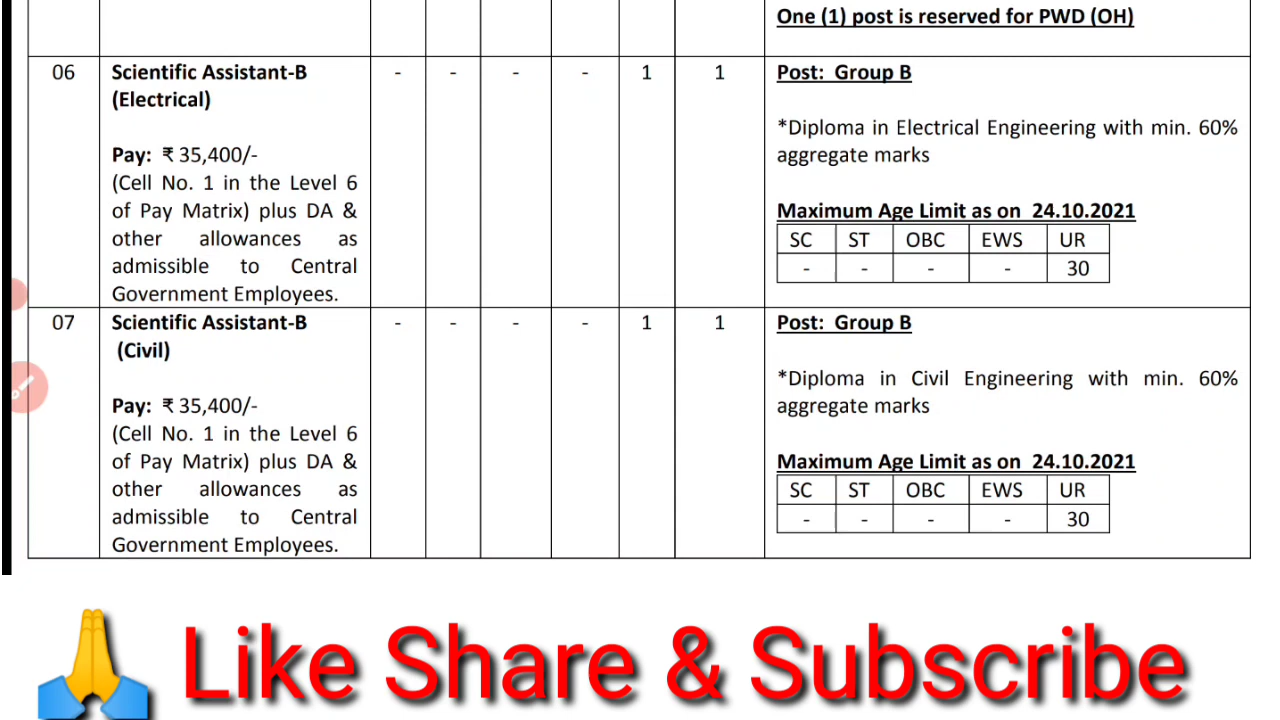 One (1) post is reserved for PWD (OH)
06 Scientific Assistant-B - - - - 1 1 Post: Group B
(Electrical)
*Diploma in Electrical Engineering with min. 60%
Pay: ₹ 35,400/- aggregate marks
(Cell No. 1 in the Level 6
of Pay Matrix) plus DA & Maximum Age Limit as on 24.10.2021
other allowances as SC ST OBC EWS UR
admissible to Central - - - - 30
Government Employees.
07 Scientific Assistant-B - - - - 1 1 Post: Group B
(Civil)
*Diploma in Civil Engineering with min. 60%
Pay: ₹ 35,400/- aggregate marks
(Cell No. 1 in the Level 6
of Pay Matrix) plus DA & Maximum Age Limit as on 24.10.2021
other allowances as SC ST OBC EWS UR
admissible to Central - - - - 30
Government Employees.
Like Share & Subscribe